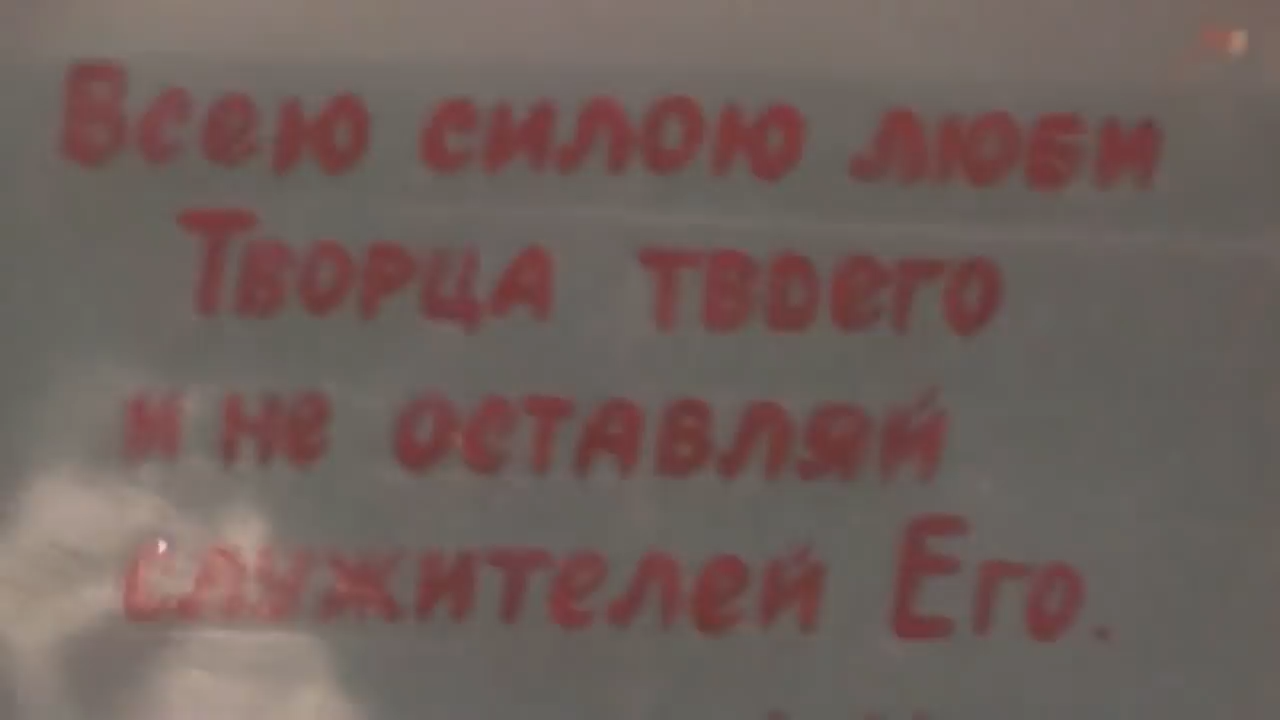 Всею силою люби
Творца твоего
и не оставляй
служителей Его.